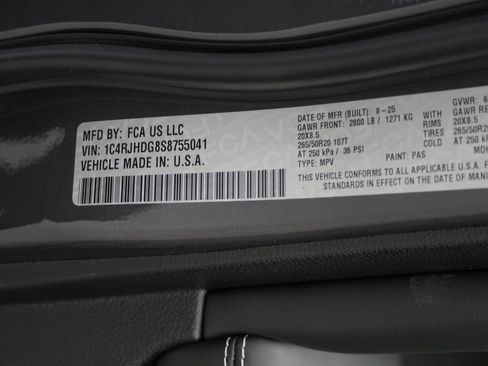 MFD BY: FCA US LLC
VIN: 1C4RJHDG8S8755041
VEHICLE MADE IN: U.S.A.
DATE OF MFR (BUILT): 8-25
GAWR FRONT: 2800 LB / 1271 KG
20X8.5
265/50R20 107T
AT 250 kPa / 36 PSI
TYPE: MPV
PAINT: PAS
GVWR: 6
GAWR RE
RIMS 20X8.5
TIRES 265/50R20
COLD AT 250 kPa
THIS VEHICLE CONFORMS TO ALL APPLICABLE U.S.A. F
STANDARDS IN EFFECT ON THE DATE OF MANU